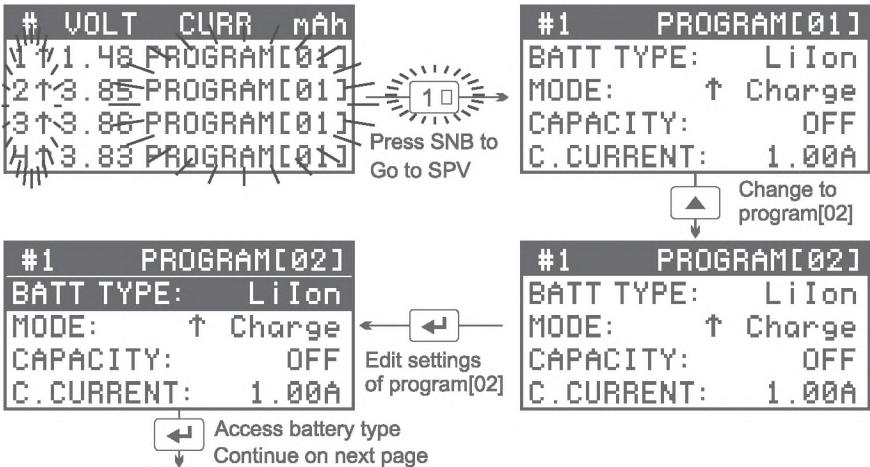 # VOLT CURR mAh
1↑1.48 PROGRAM[01]
2↑3.85 PROGRAM[01]
3↑3.86 PROGRAM[01]
4↑3.83 PROGRAM[01]
1
Press SNB to
Go to SPV
#1 PROGRAM[01]
BATT TYPE: LiIon
MODE: ↑ Charge
CAPACITY: OFF
C.CURRENT: 1.00A
Change to
program[02]
#1 PROGRAM[02]
BATT TYPE: LiIon
MODE: ↑ Charge
CAPACITY: OFF
C.CURRENT: 1.00A
Edit settings
of program[02]
#1 PROGRAM[02]
BATT TYPE: LiIon
MODE: ↑ Charge
CAPACITY: OFF
C.CURRENT: 1.00A
Access battery type
Continue on next page